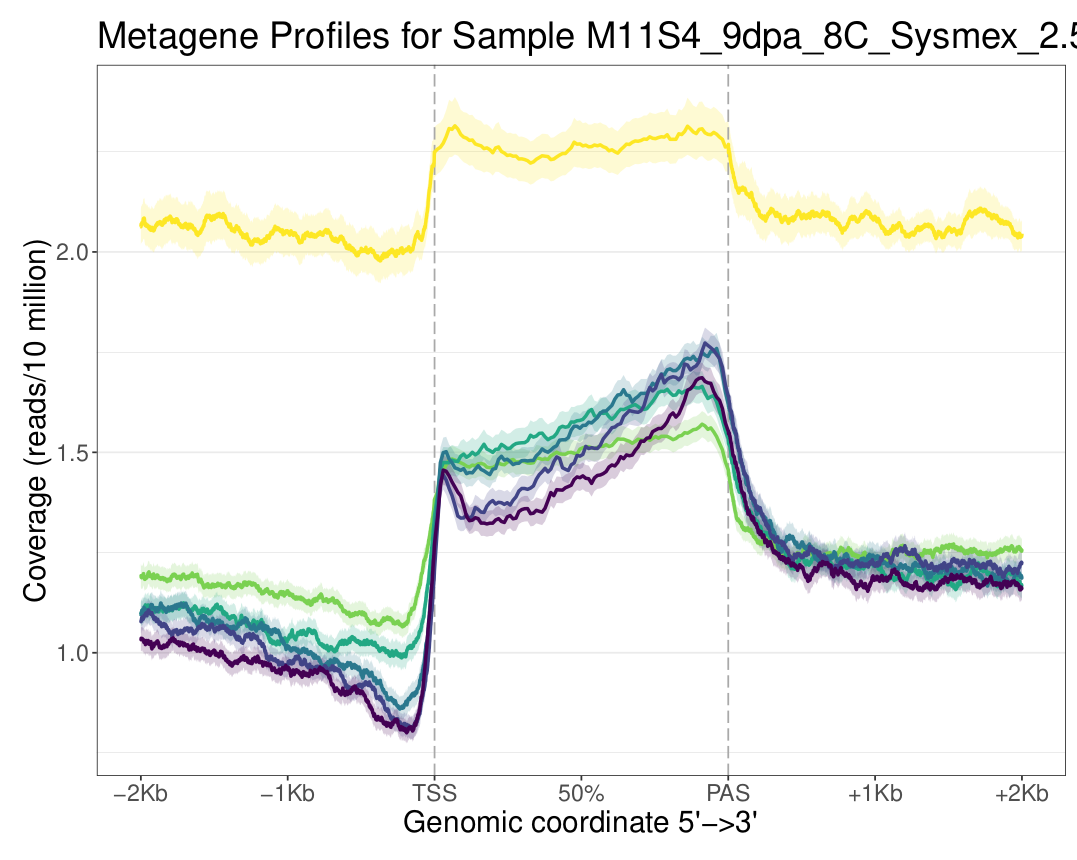 Metagene Profiles for Sample M11S4_9dpa_8C_Sysmex_2.5
Coverage (reads/10 million)
2.0
1.5
1.0
−2Kb −1Kb TSS 50% PAS +1Kb +2Kb
Genomic coordinate 5'−>3'